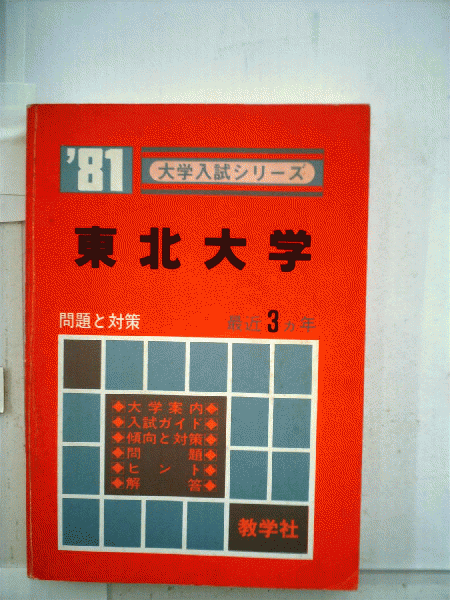 '81
大学入試シリーズ
東北大学
問題と対策
最近3ヵ年
◆大学案内◆
◆入試ガイド◆
◆傾向と対策◆
◆問題◆
◆ヒント◆
◆解答◆
教学社